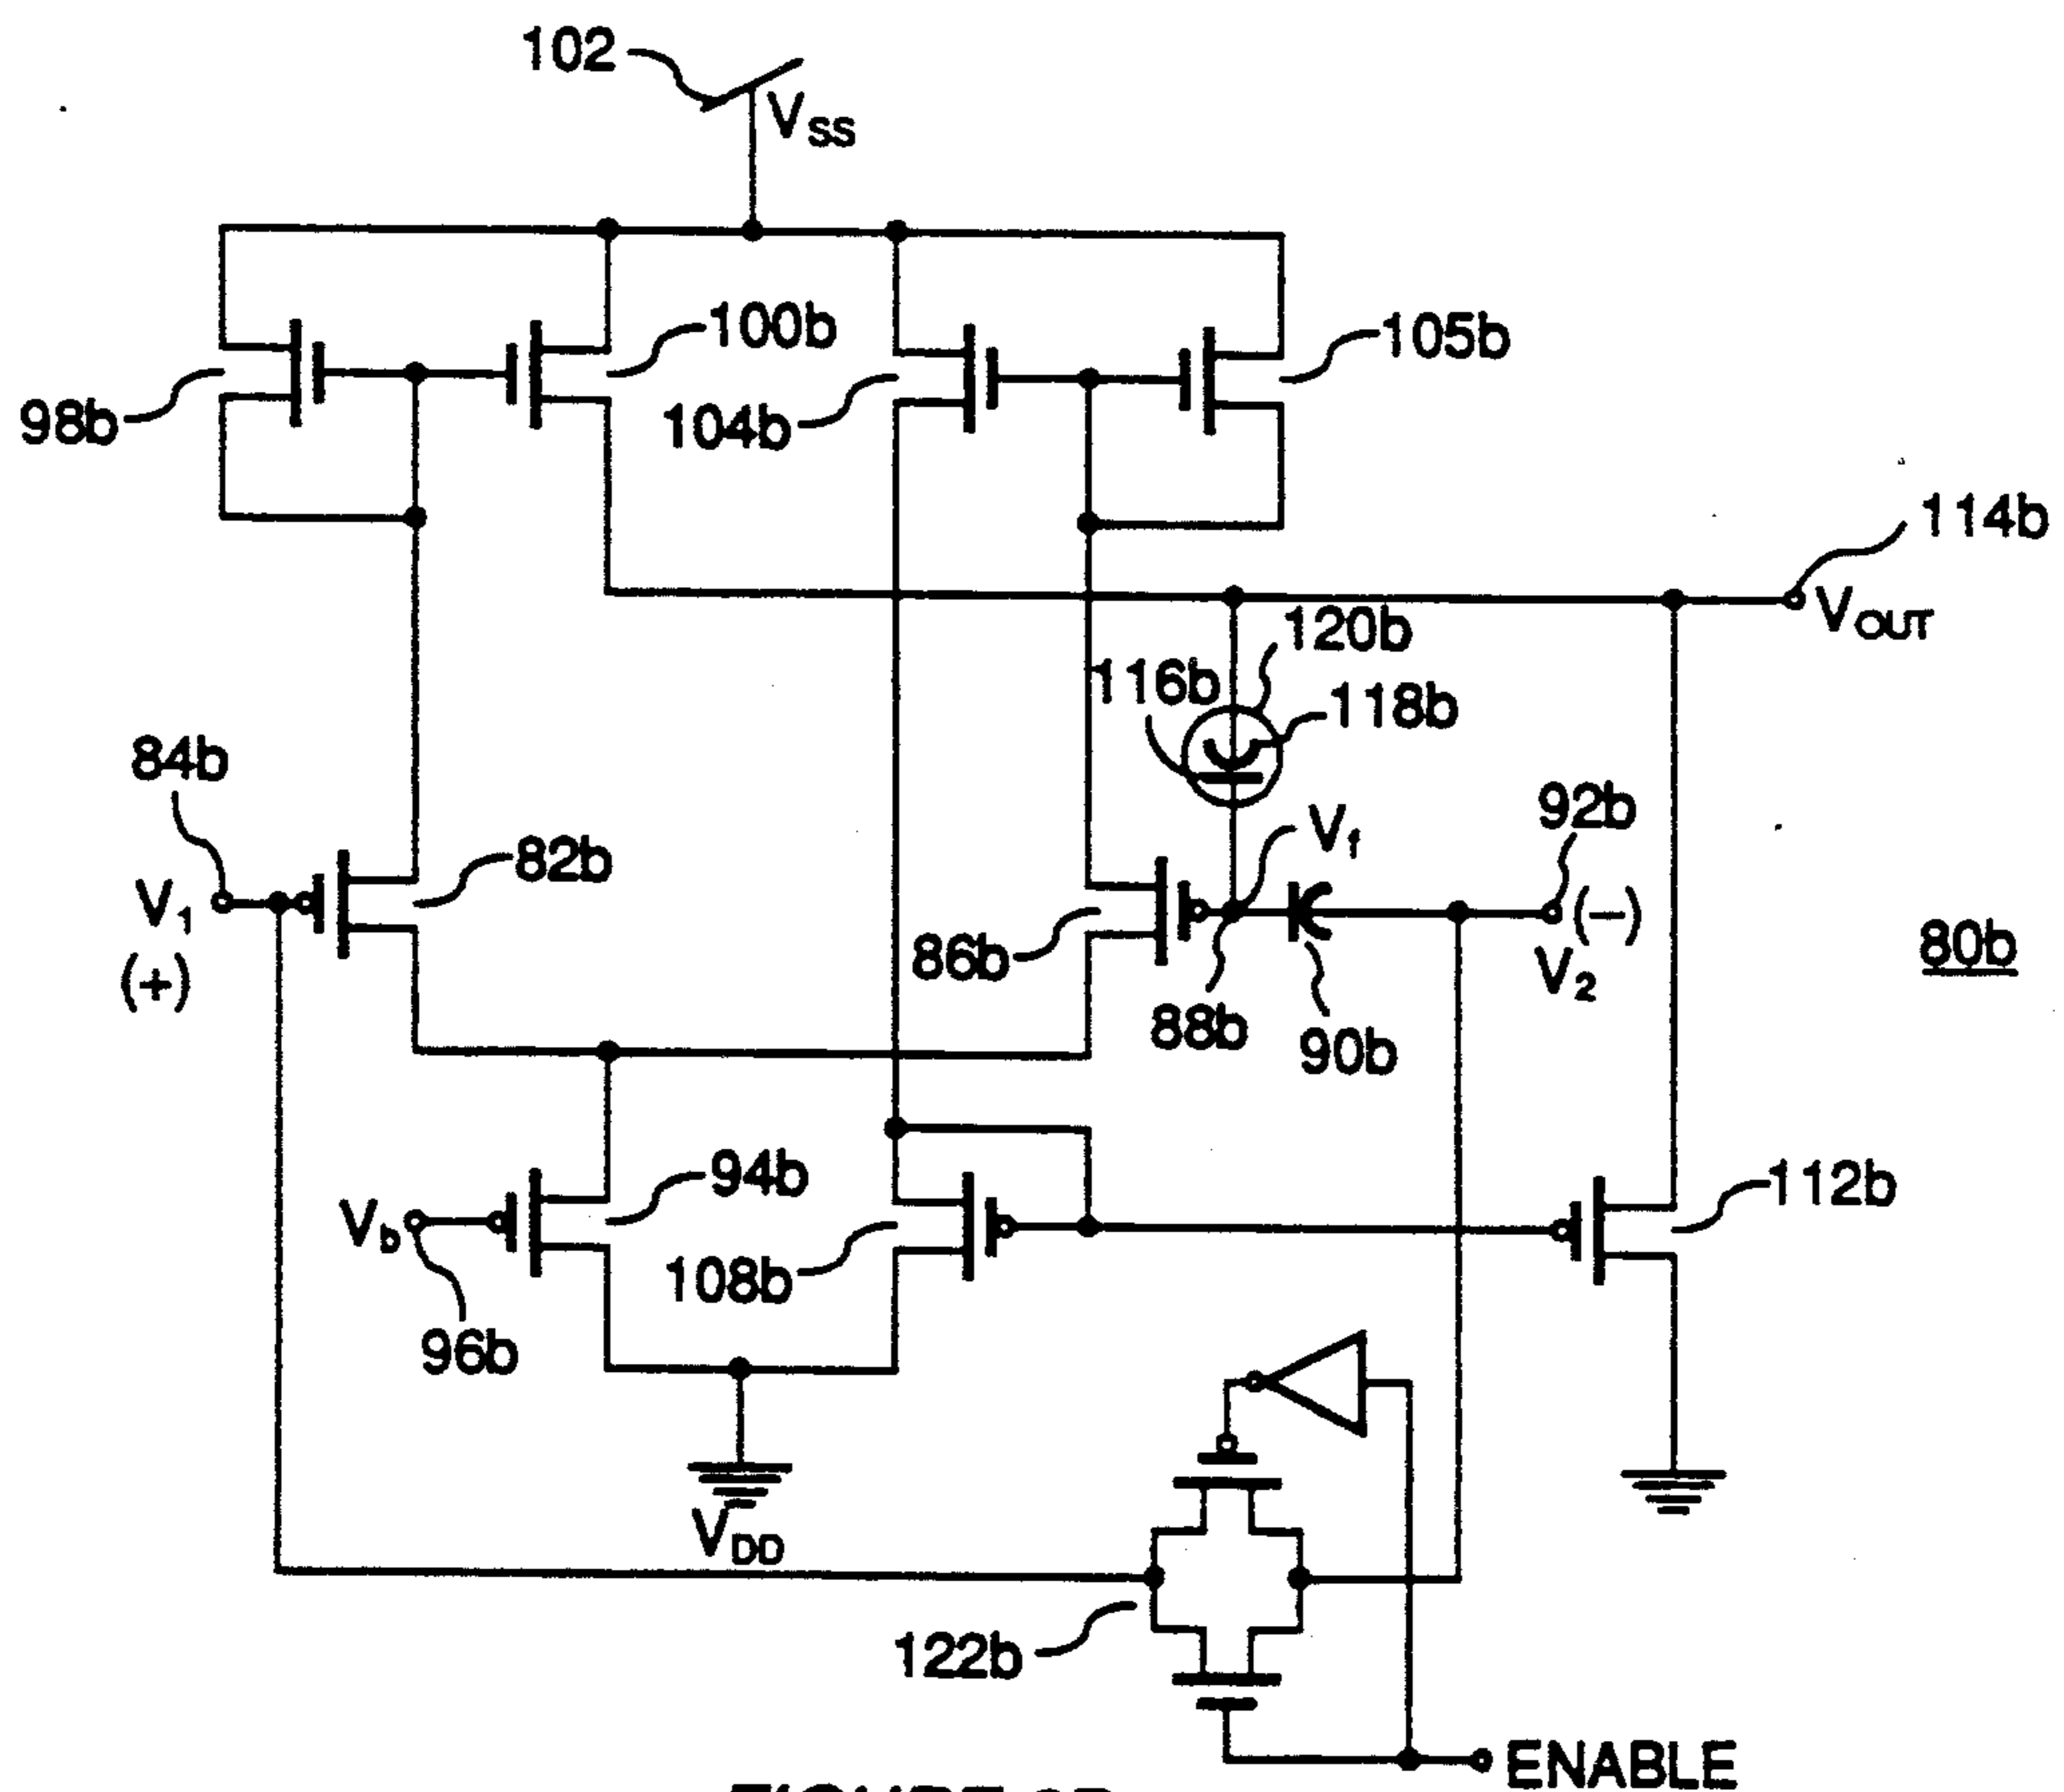 102
VSS
100b
105b
98b
104b
114b
VOUT
120b
116b
118b
84b
92b
Vf
82b
V1
(+)
(−)
V2
86b
80b
88b
90b
94b
112b
Vb
108b
96b
VDD
122b
ENABLE